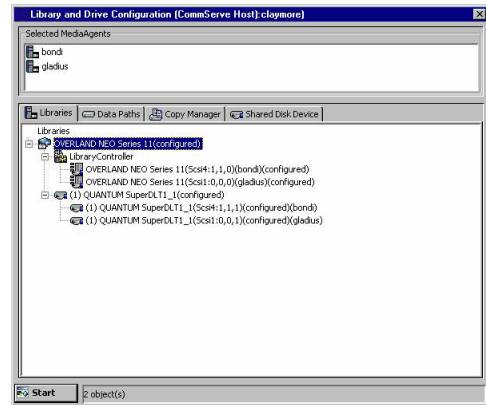 Library and Drive Configuration (CommServe Host):claymore)
Selected MediaAgents
bondi
gladius
Libraries Data Paths Copy Manager Shared Disk Device
Libraries
OVERLAND NEO Series 11(configured)
LibraryController
OVERLAND NEO Series 11(Scsi4:1,1,0)(bondi)(configured)
OVERLAND NEO Series 11(Scsi1:0,0,0)(gladius)(configured)
(1) QUANTUM SuperDLT1_1(configured)
(1) QUANTUM SuperDLT1_1(Scsi4:1,1,1)(configured)(bondi)
(1) QUANTUM SuperDLT1_1(Scsi1:0,0,1)(configured)(gladius)
Start 2 object(s)